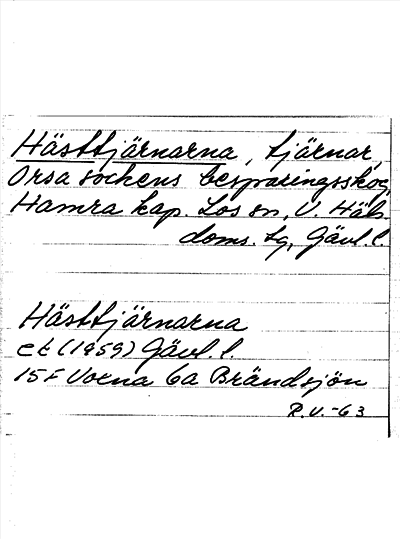 Hästtjärnarna, tjärnar,
Orsa sockens besparingsskog,
Hamra kap. Los sn, V. Häls.
doms. tg, Gävl. l.
Hästtjärnarna
ek (1959) Gävl. l.
15F Voxna 6a Brändsjön
R.V.-63